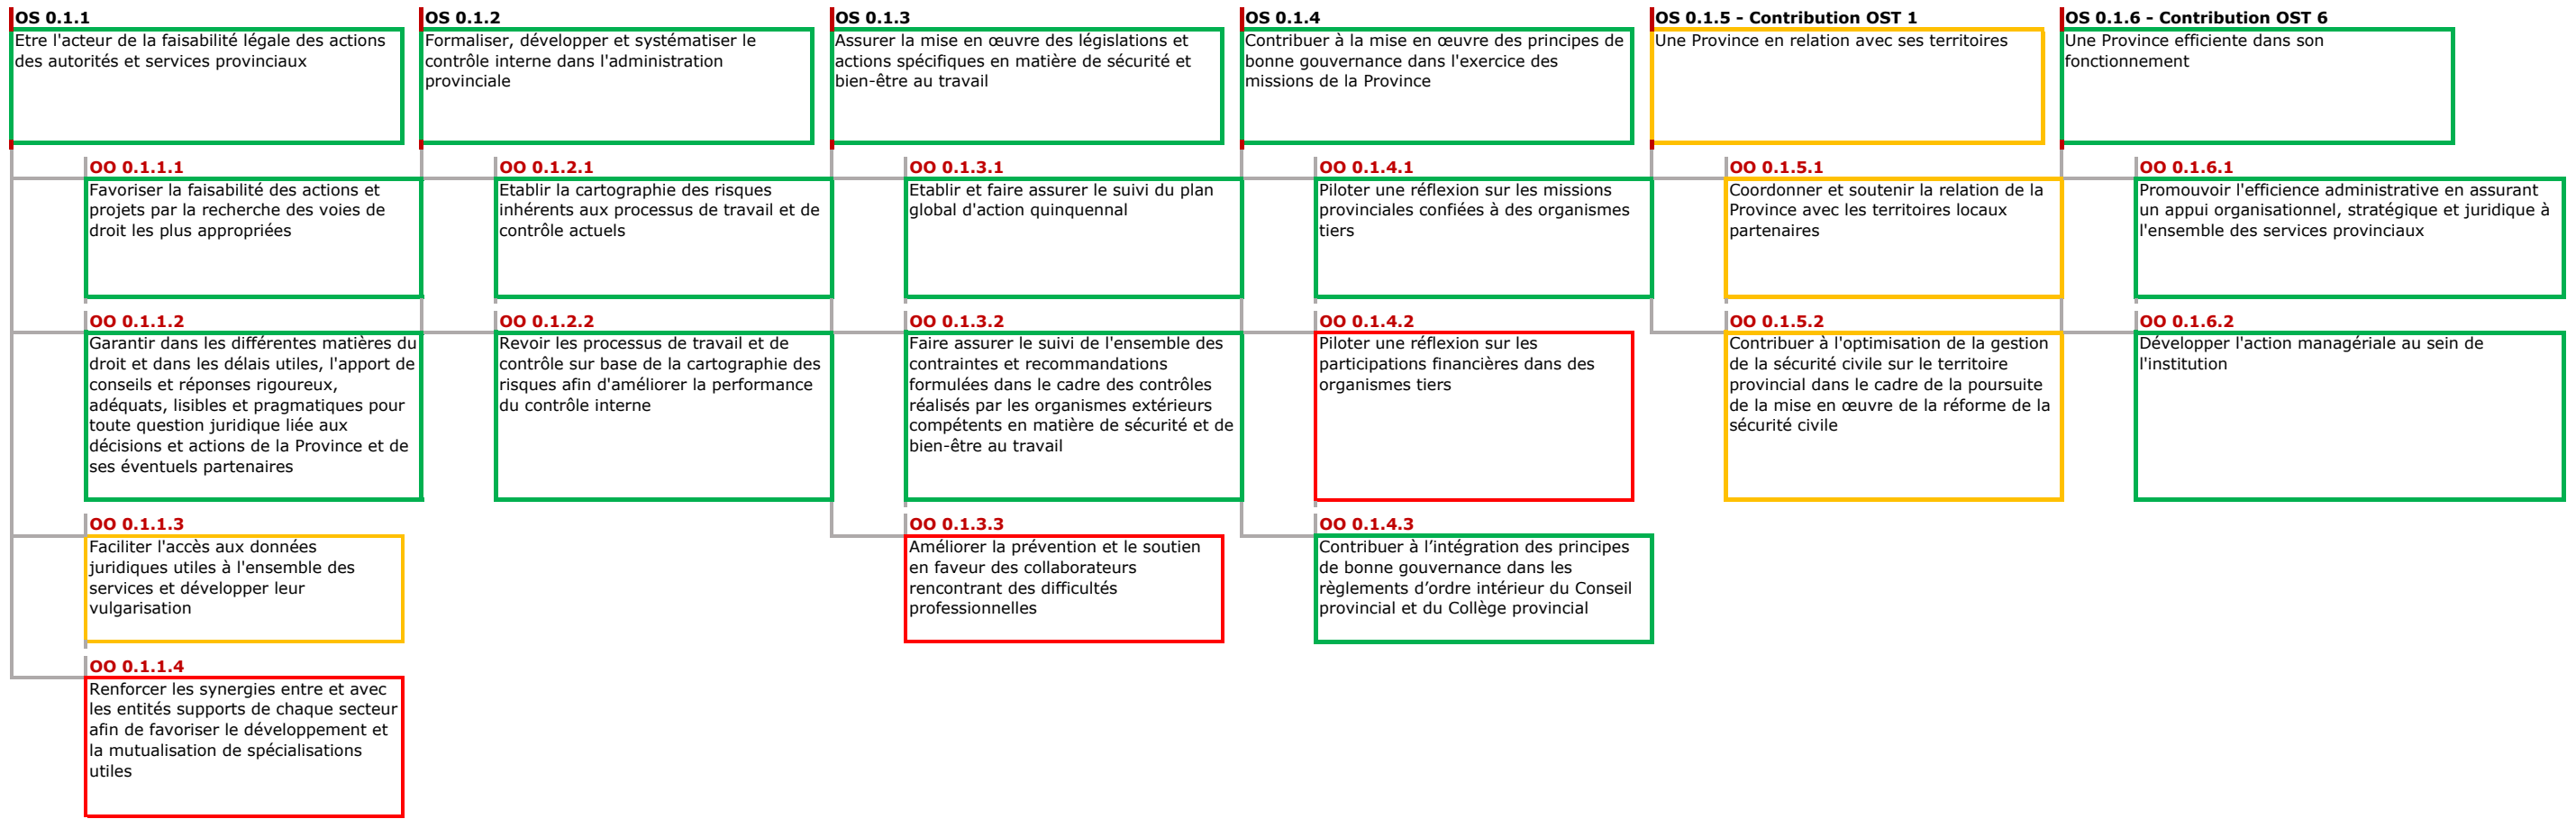 OS 0.1.1
Etre l'acteur de la faisabilité légale des actions
des autorités et services provinciaux
OO 0.1.1.1
Favoriser la faisabilité des actions et
projets par la recherche des voies de
droit les plus appropriées
OO 0.1.1.2
Garantir dans les différentes matières du
droit et dans les délais utiles, l'apport de
conseils et réponses rigoureux,
adéquats, lisibles et pragmatiques pour
toute question juridique liée aux
décisions et actions de la Province et de
ses éventuels partenaires
OO 0.1.1.3
Faciliter l'accès aux données
juridiques utiles à l'ensemble des
services et développer leur
vulgarisation
OO 0.1.1.4
Renforcer les synergies entre et avec
les entités supports de chaque secteur
afin de favoriser le développement et
la mutualisation de spécialisations
utiles
OS 0.1.2
Formaliser, développer et systématiser le
contrôle interne dans l'administration
provinciale
OO 0.1.2.1
Etablir la cartographie des risques
inhérents aux processus de travail et de
contrôle actuels
OO 0.1.2.2
Revoir les processus de travail et de
contrôle sur base de la cartographie des
risques afin d'améliorer la performance
du contrôle interne
OS 0.1.3
Assurer la mise en œuvre des législations et
actions spécifiques en matière de sécurité et
bien-être au travail
OO 0.1.3.1
Etablir et faire assurer le suivi du plan
global d'action quinquennal
OO 0.1.3.2
Faire assurer le suivi de l'ensemble des
contraintes et recommandations
formulées dans le cadre des contrôles
réalisés par les organismes extérieurs
compétents en matière de sécurité et de
bien-être au travail
OO 0.1.3.3
Améliorer la prévention et le soutien
en faveur des collaborateurs
rencontrant des difficultés
professionnelles
OS 0.1.4
Contribuer à la mise en œuvre des principes de
bonne gouvernance dans l'exercice des
missions de la Province
OO 0.1.4.1
Piloter une réflexion sur les missions
provinciales confiées à des organismes
tiers
OO 0.1.4.2
Piloter une réflexion sur les
participations financières dans des
organismes tiers
OO 0.1.4.3
Contribuer à l’intégration des principes
de bonne gouvernance dans les
règlements d’ordre intérieur du Conseil
provincial et du Collège provincial
OS 0.1.5 - Contribution OST 1
Une Province en relation avec ses territoires
OO 0.1.5.1
Coordonner et soutenir la relation de la
Province avec les territoires locaux
partenaires
OO 0.1.5.2
Contribuer à l'optimisation de la gestion
de la sécurité civile sur le territoire
provincial dans le cadre de la poursuite
de la mise en œuvre de la réforme de la
sécurité civile
OS 0.1.6 - Contribution OST 6
Une Province efficiente dans son
fonctionnement
OO 0.1.6.1
Promouvoir l'efficience administrative en assurant
un appui organisationnel, stratégique et juridique à
l'ensemble des services provinciaux
OO 0.1.6.2
Développer l'action managériale au sein de
l'institution